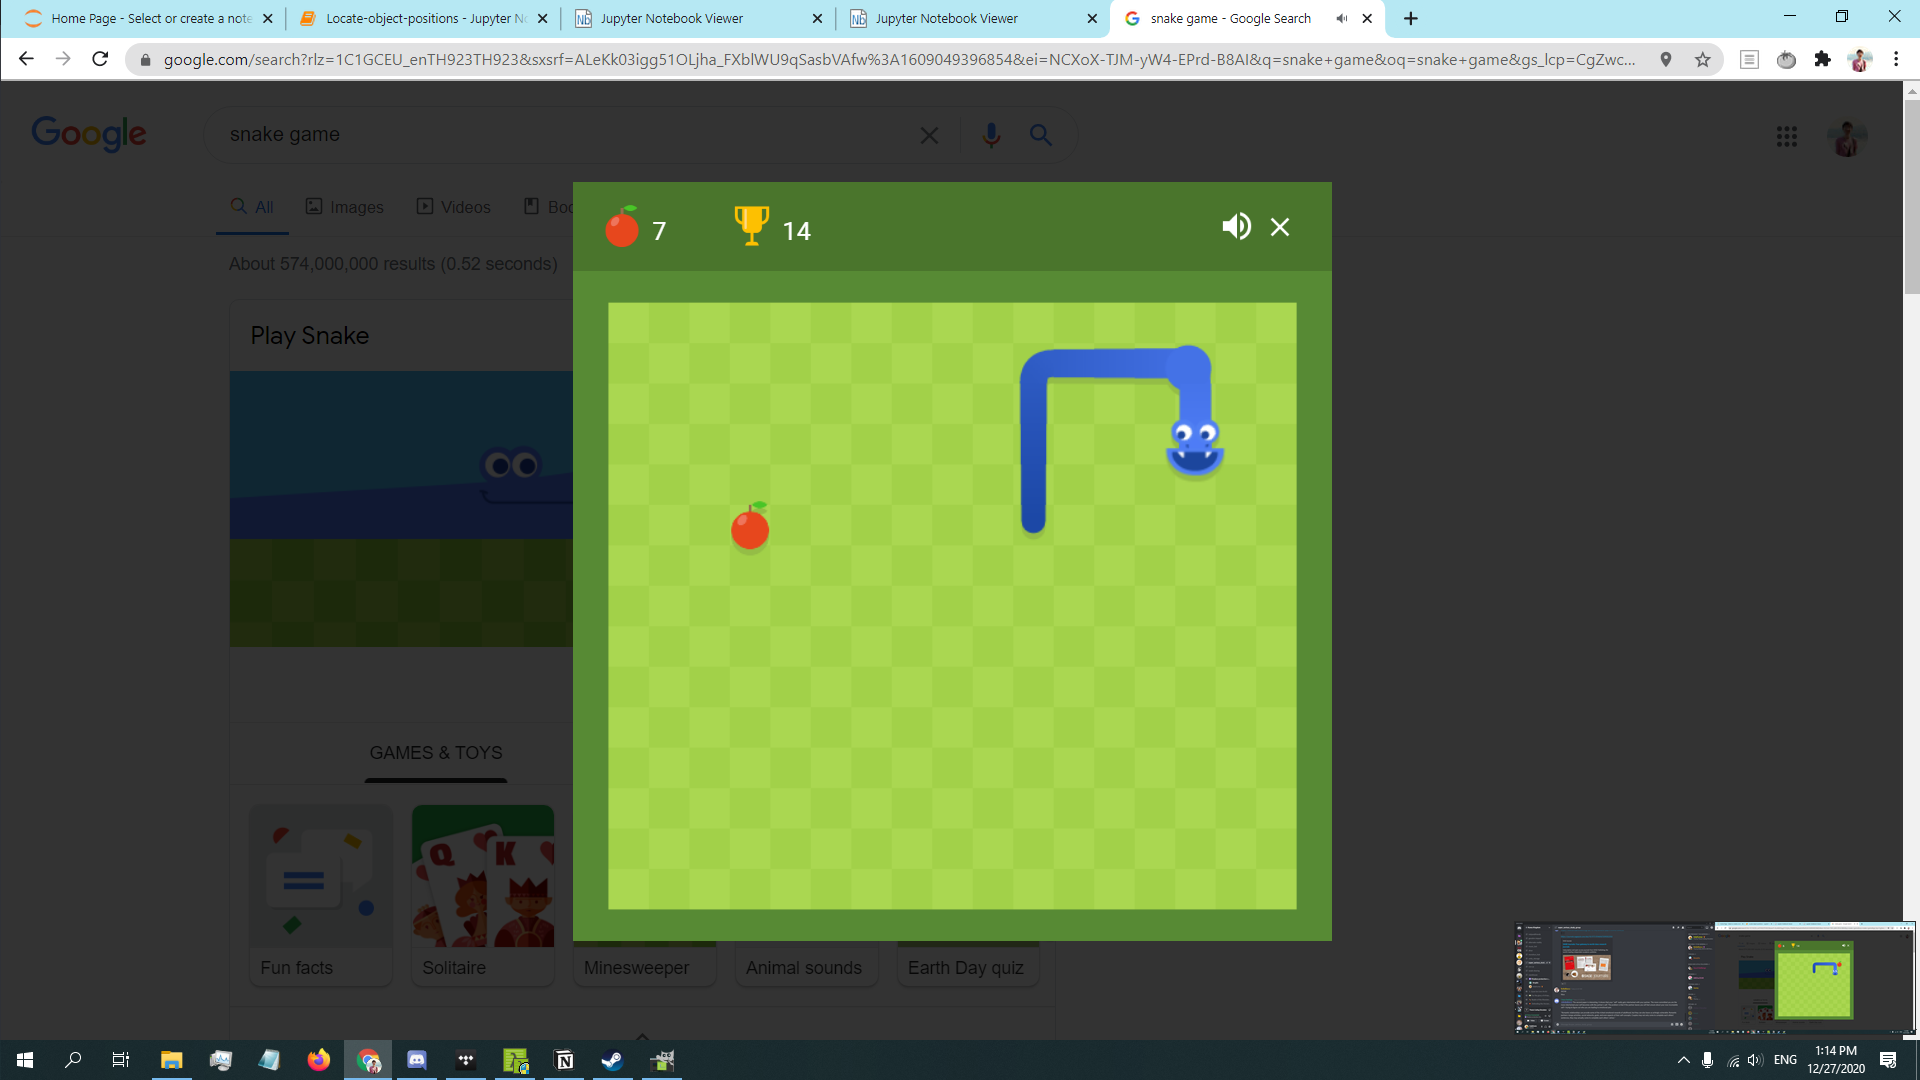 Home Page - Select or create a note
Locate-object-positions - Jupyter N
Jupyter Notebook Viewer
Jupyter Notebook Viewer
snake game - Google Search
google.com/search?rlz=1C1GCEU_enTH923TH923&sxsrf=ALeKk03igg51OLjha_FXblWU9qSasbVAfw%3A1609049396854&ei=NCXoX-TJM-yW4-EPrd-B8AI&q=snake+game&oq=snake+game&gs_lcp=CgZwc...
Google
snake game
All
Images
Videos
Boo
About 574,000,000 results (0.52 seconds)
7
14
Play Snake
GAMES & TOYS
Q
K
Fun facts
Solitaire
Minesweeper
Animal sounds
Earth Day quiz
ENG
1:14 PM
12/27/2020